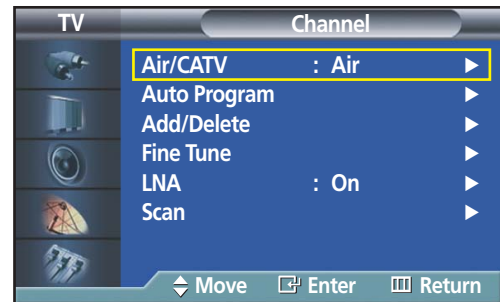 TV Channel
Air/CATV : Air
Auto Program
Add/Delete
Fine Tune
LNA : On
Scan
Move Enter Return